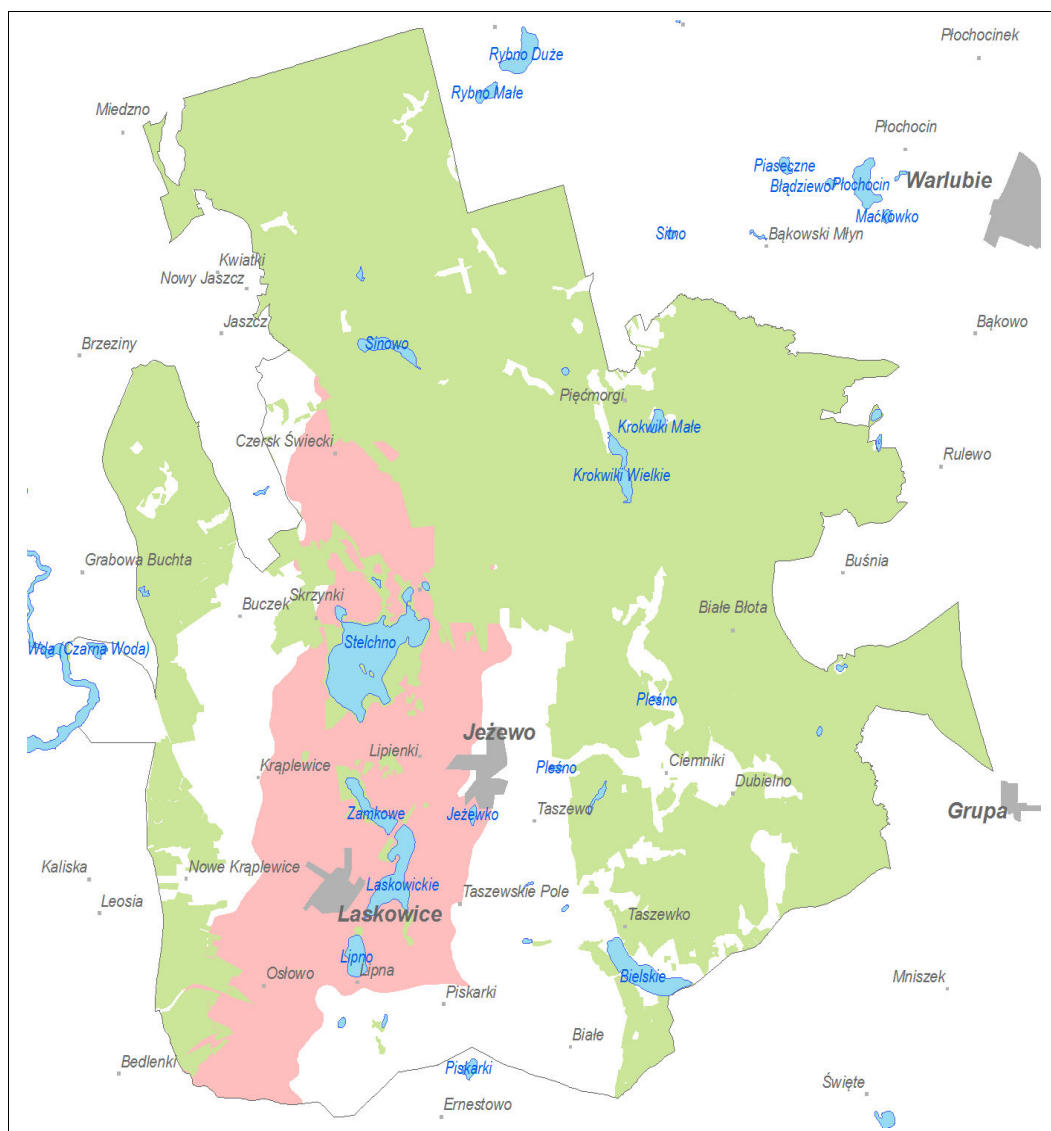 Płochocinek
Rybno Duże
Rybno Małe
Miedzno
Płochocin
Piaseczne
Warlubie
Błądziewo
Płochocin
Maćkówko
Sitno
Bąkowski Młyn
Kwiatki
Nowy Jaszcz
Jaszcz
Bąkowo
Brzeziny
Sinowo
Pięćmorgi
Krokwiki Małe
Czersk Świecki
Rulewo
Krokwiki Wielkie
Grabowa Buchta
Buśnia
Skrzynki
Buczek
Białe Błota
Stelchno
Wda (Czarna Woda)
Pleśno
Jeżewo
Lipienki
Krąplewice
Pleśno
Ciemniki
Dubielno
Zamkowe
Jeżewko
Taszewo
Grupa
Kaliska
Nowe Krąplewice
Laskowickie
Taszewskie Pole
Leosia
Laskowice
Taszewko
Lipno
Osłowo
Lipna
Bielskie
Mniszek
Piskarki
Białe
Bedlenki
Piskarki
Święte
Ernestowo